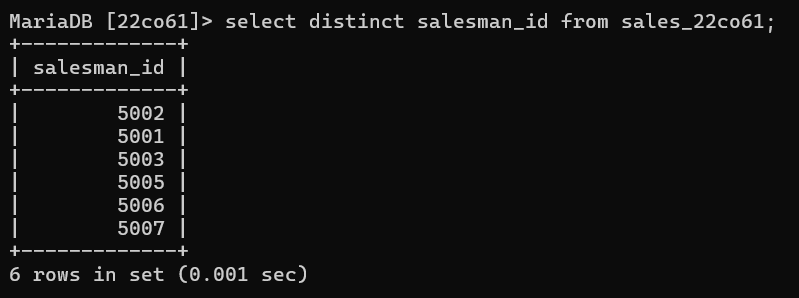 MariaDB [22co61]> select distinct salesman_id from sales_22co61;
+-------------+
| salesman_id |
+-------------+
|        5002 |
|        5001 |
|        5003 |
|        5005 |
|        5006 |
|        5007 |
+-------------+
6 rows in set (0.001 sec)